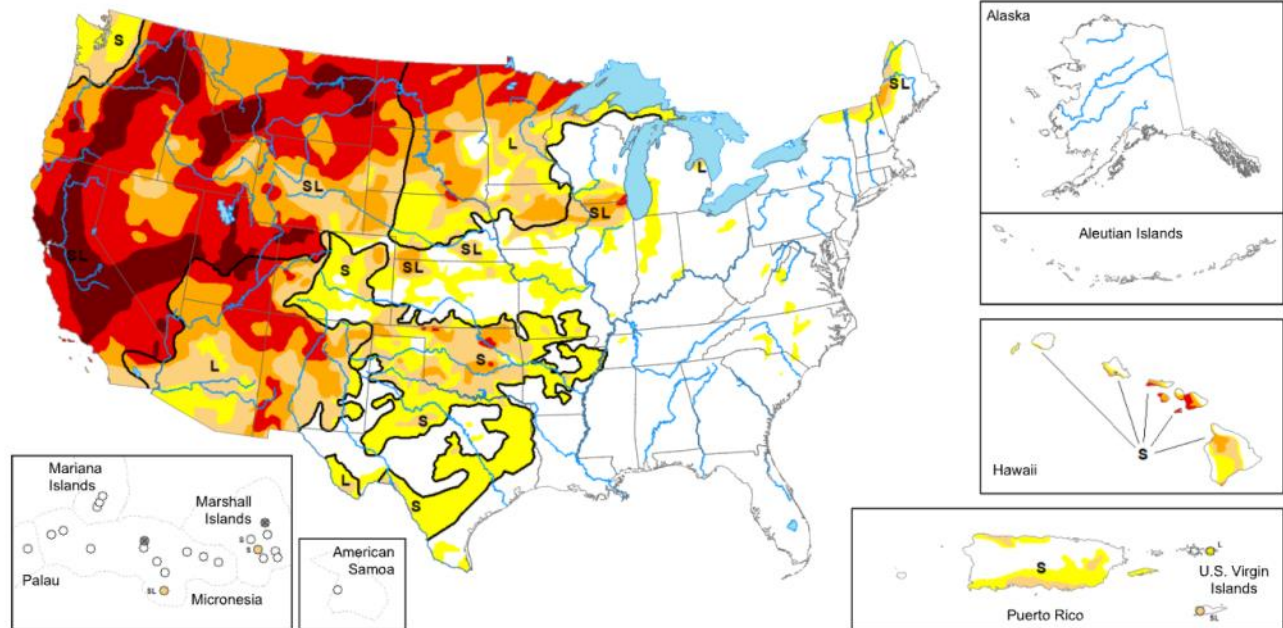 S
Alaska
SL
L
L
SL
SL
SL
Aleutian Islands
SL
S
SL
L
S
S
L
S
S
Hawaii
Mariana
Islands
Marshall
Islands
S
S
SL
Palau
Micronesia
American
Samoa
S
L
U.S. Virgin
Islands
SL
Puerto Rico